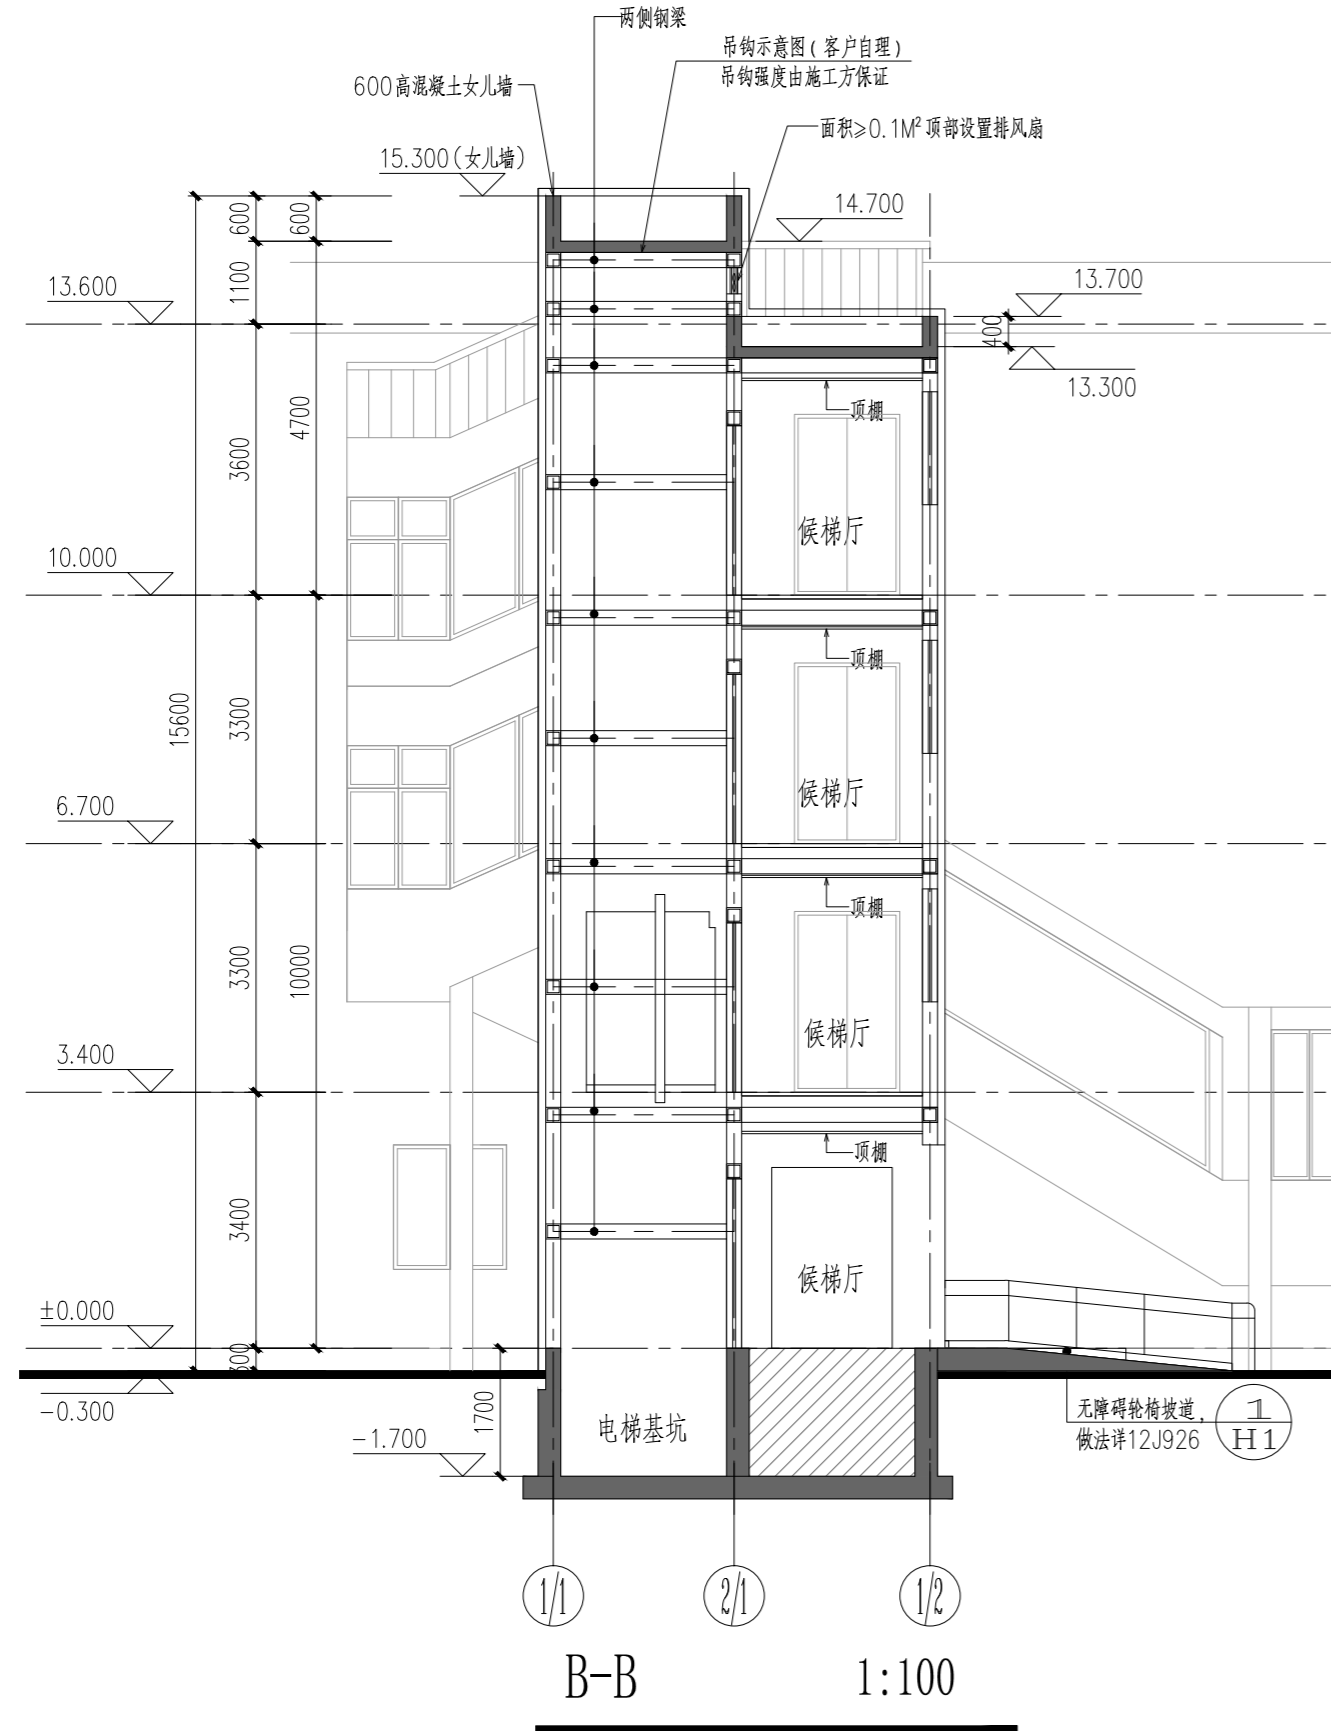 两侧钢梁
吊钩示意图(客户自理)
吊钩强度由施工方保证
600高混凝土女儿墙
面积≥0.1M²顶部设置排风扇
15.300(女儿墙)
14.700
600
600
13.600
1100
13.700
400
13.300
顶棚
4700
3600
候梯厅
10.000
顶棚
15600
3300
候梯厅
6.700
顶棚
3300
10000
候梯厅
3.400
顶棚
3400
候梯厅
±0.000
300
-0.300
1700
-1.700
电梯基坑
无障碍轮椅坡道,
做法详12J926
1
H1
1/1
2/1
1/2
B-B 1:100